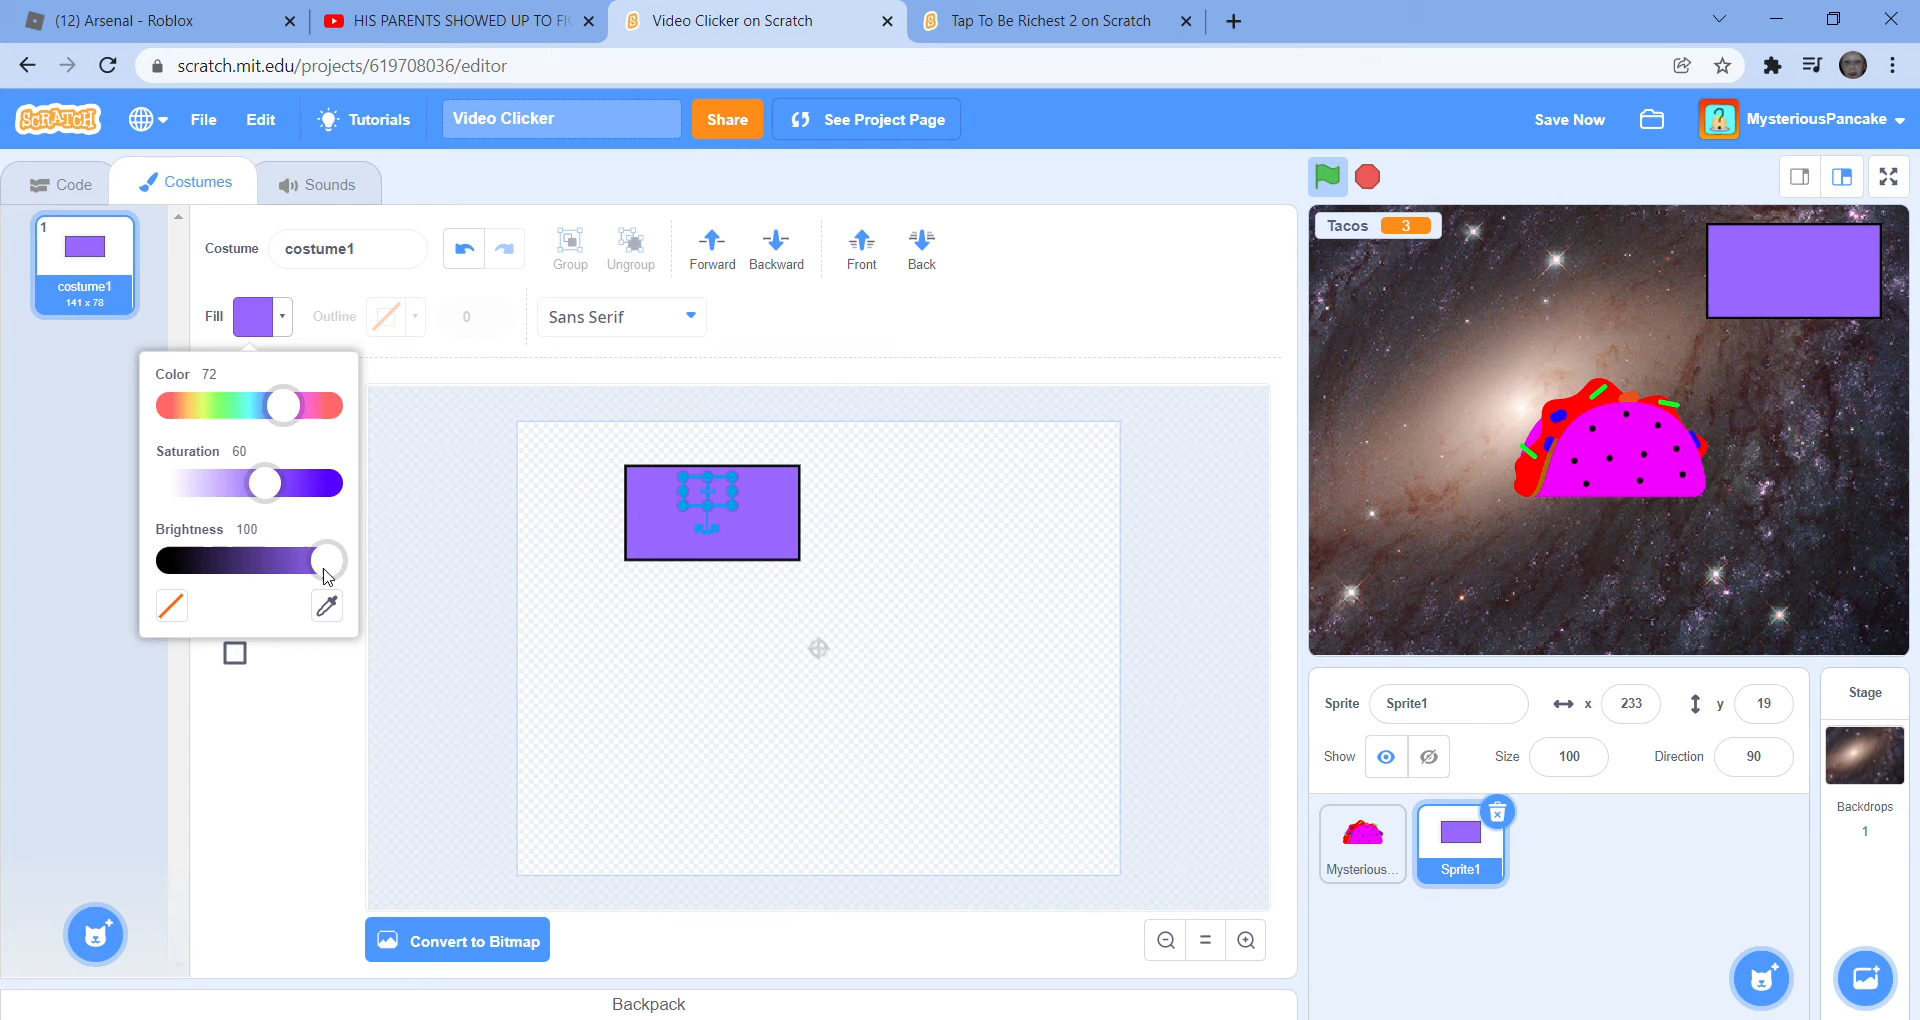 (12) Arsenal - Roblox
HIS PARENTS SHOWED UP TO FI
Video Clicker on Scratch
Tap To Be Richest 2 on Scratch
scratch.mit.edu/projects/619708036/editor
SCRATCH
File
Edit
Tutorials
Video Clicker
Share
See Project Page
Save Now
MysteriousPancake
Code
Costumes
Sounds
1
costume1
141 x 78
Costume
costume1
Group
Ungroup
Forward
Backward
Front
Back
Fill
Outline
0
Sans Serif
Color 72
Saturation 60
Brightness 100
Convert to Bitmap
Backpack
Tacos 3
Sprite
Sprite1
x
233
y
19
Show
Size
100
Direction
90
Mysterious...
Sprite1
Stage
Backdrops
1